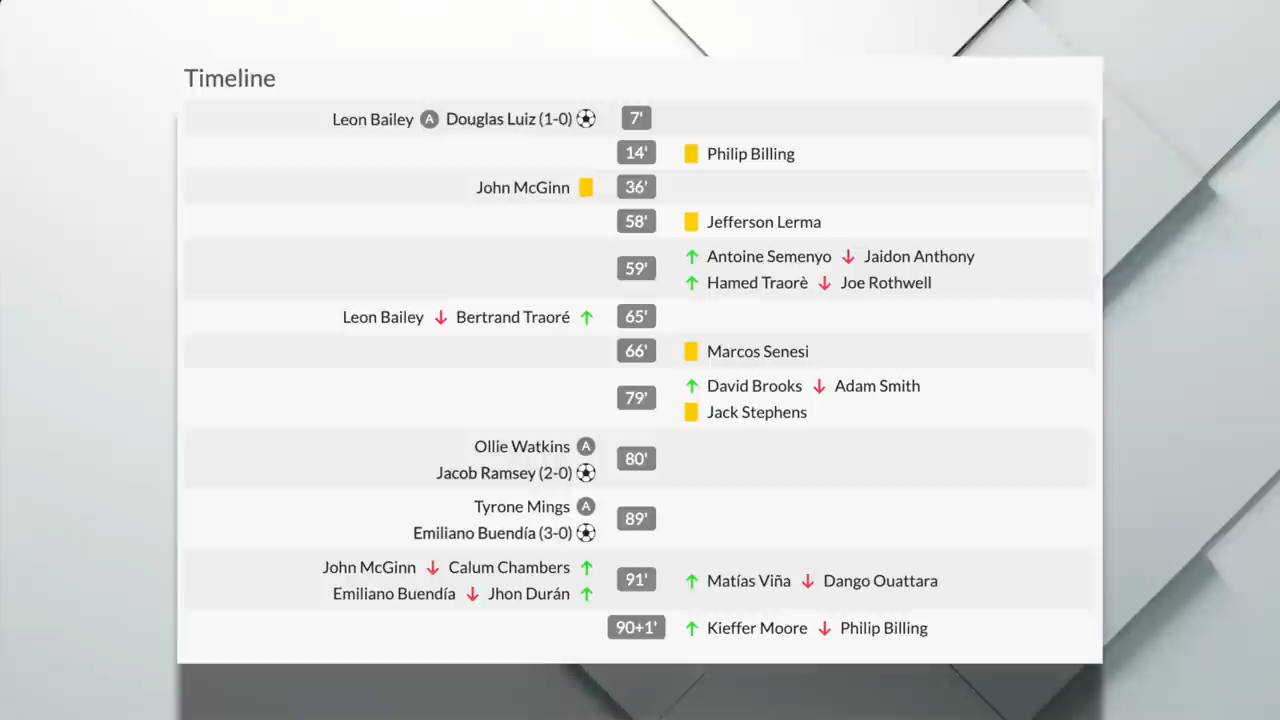 Timeline
Leon Bailey A Douglas Luiz (1-0) 7'
14' Philip Billing
John McGinn 36'
58' Jefferson Lerma
59' Antoine Semenyo Jaidon Anthony
Hamed Traorè Joe Rothwell
Leon Bailey Bertrand Traoré 65'
66' Marcos Senesi
79' David Brooks Adam Smith
Jack Stephens
Ollie Watkins A
Jacob Ramsey (2-0) 80'
Tyrone Mings A
Emiliano Buendía (3-0) 89'
John McGinn Calum Chambers
Emiliano Buendía Jhon Durán
91' Matías Viña Dango Ouattara
90+1' Kieffer Moore Philip Billing